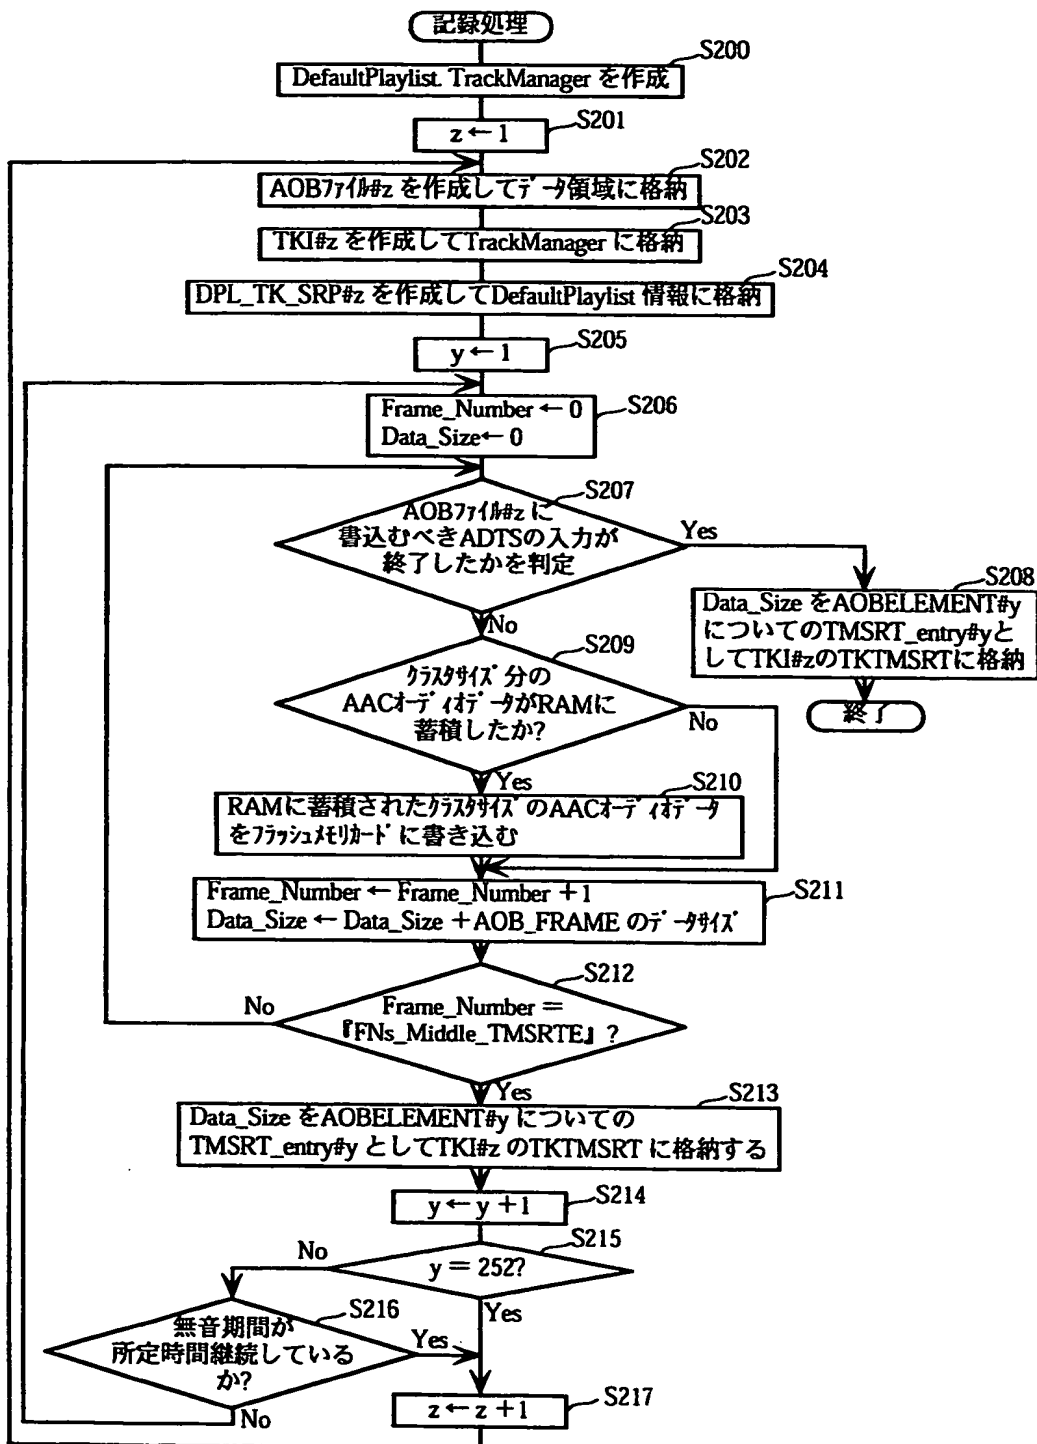 記録処理
S200
DefaultPlaylist. TrackManager を作成
S201
z ← 1
S202
AOBファイル#z を作成してデータ領域に格納
S203
TKI#z を作成してTrackManager に格納
S204
DPL_TK_SRP#z を作成してDefaultPlaylist 情報に格納
S205
y ← 1
S206
Frame_Number ← 0
Data_Size ← 0
S207
AOBファイル#z に
書込むべきADTSの入力が
終了したかを判定
Yes
No
S208
Data_Size をAOBELEMENT#y
についてのTMSRT_entry#yと
してTKI#zのTKTMSRTに格納
終了
S209
クラスタサイズ分の
AACオーディオデータがRAMに
蓄積したか?
No
Yes
S210
RAMに蓄積されたクラスタサイズのAACオーディオデータ
をフラッシュメモリカードに書き込む
S211
Frame_Number ← Frame_Number +1
Data_Size ← Data_Size +AOB_FRAME のデータサイズ
S212
Frame_Number =
『FNs_Middle_TMSRTE』?
No
Yes
S213
Data_Size をAOBELEMENT#y についての
TMSRT_entry#y としてTKI#z のTKTMSRT に格納する
S214
y ← y +1
S215
y = 252?
No
Yes
S216
無音期間が
所定時間継続している
か?
Yes
No
S217
z ← z +1